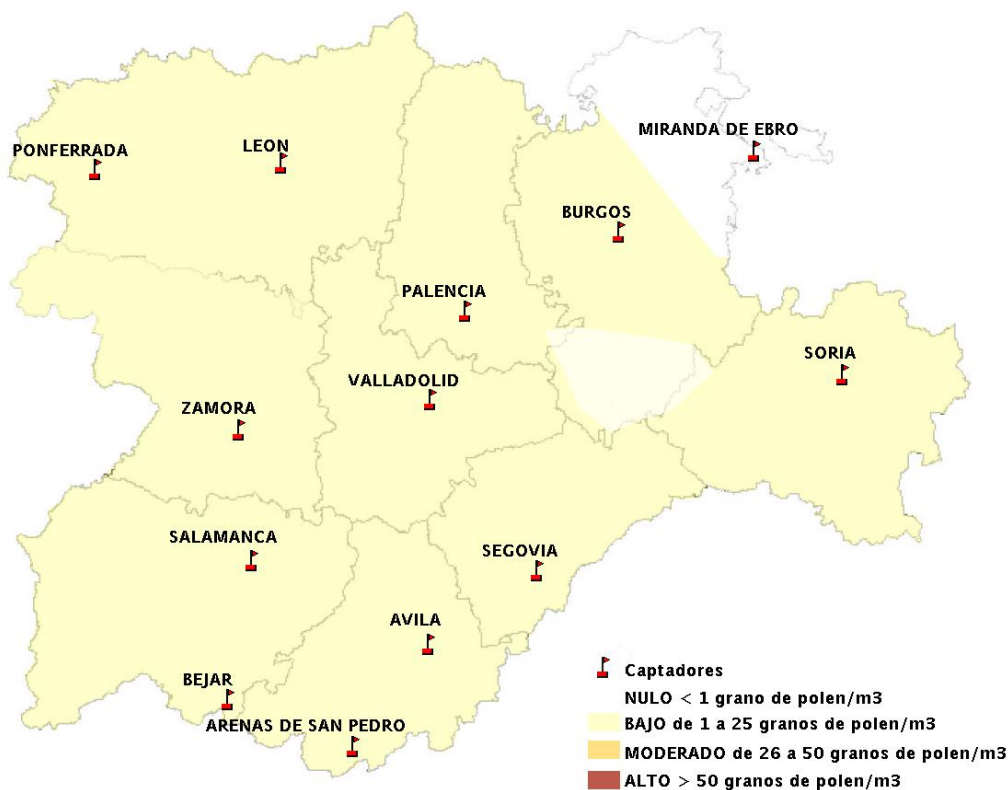 MIRANDA DE EBRO
PONFERRADA
LEON
BURGOS
PALENCIA
SORIA
VALLADOLID
ZAMORA
SALAMANCA
SEGOVIA
AVILA
BEJAR
ARENAS DE SAN PEDRO
Captadores
NULO < 1 grano de polen/m3
BAJO de 1 a 25 granos de polen/m3
MODERADO de 26 a 50 granos de polen/m3
ALTO > 50 granos de polen/m3